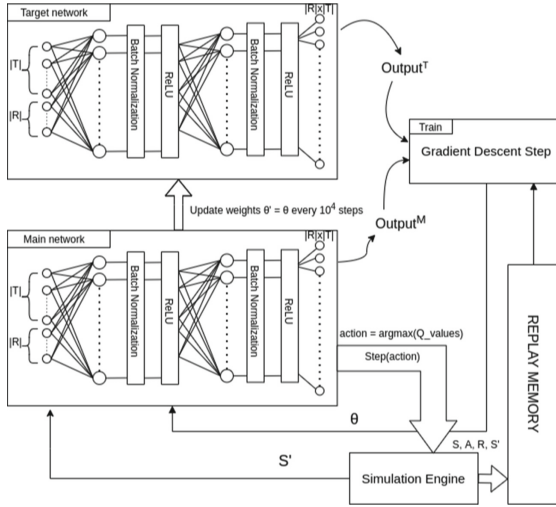 Target network
|R|x|T|
|T|
|R|
Batch Normalization
ReLU
Batch Normalization
ReLU
Output^T
Train
Gradient Descent Step
Update weights θ' = θ every 10^4 steps
Output^M
Main network
|R|x|T|
|T|
|R|
Batch Normalization
ReLU
Batch Normalization
ReLU
action = argmax(Q_values)
Step(action)
REPLAY MEMORY
θ
S, A, R, S'
S'
Simulation Engine